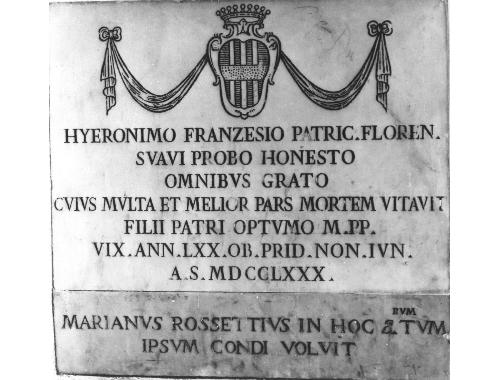 HYERONIMO FRANZESIO PATRIC. FLOREN.
SVAVI PROBO HONESTO
OMNIBVS GRATO
CVIVS MVLTA ET MELIOR PARS MORTEM VITAVIT
FILII PATRI OPTVMO M. PP.
VIX. ANN. LXX. OB. PRID. NON. IVN.
A. S. MDCCLXXX.
MARIANVS ROSSETTIVS IN HOC
IPSVM CONDI VOLVIT